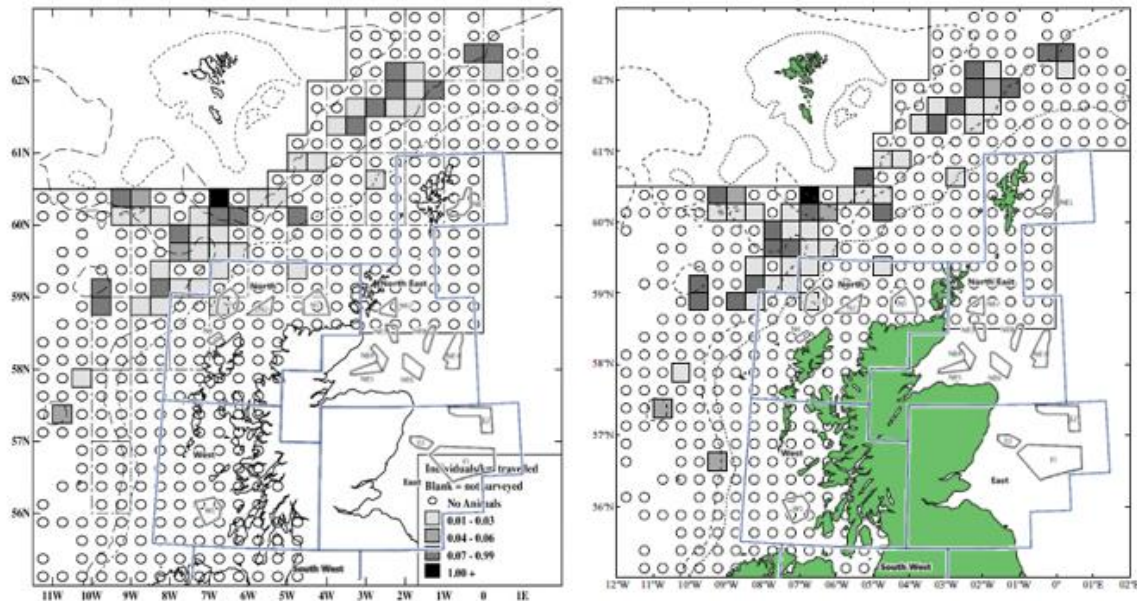 62N
61N
60N
59N
58N
57N
56N
11W 10W 9W 8W 7W 6W 5W 4W 3W 2W 1W 0 1E
North
North East
West
East
South West
Individuals/km travelled
Blank = not surveyed
No Animals
0.01 - 0.03
0.04 - 0.06
0.07 - 0.99
1.00 +
62°N
61°N
60°N
59°N
58°N
57°N
56°N
12°W 11°W 10°W 09°W 08°W 07°W 06°W 05°W 04°W 03°W 02°W 01°W 0° 01°E 02°E
North
North East
West
East
South West